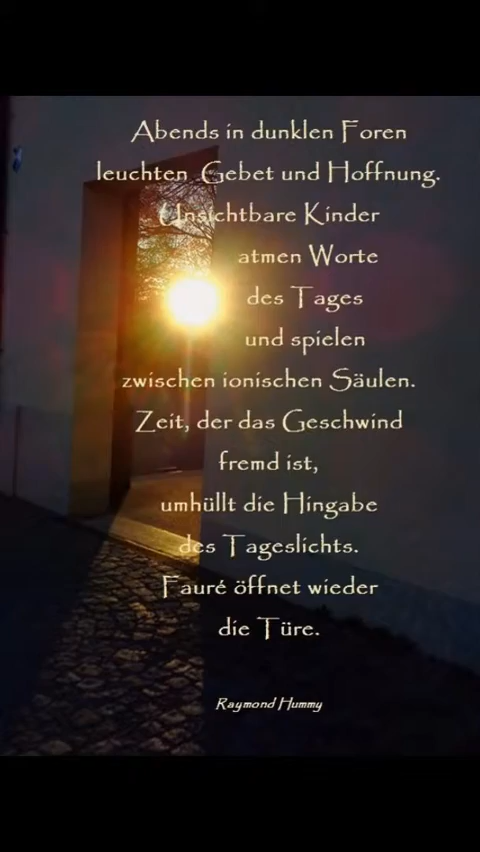 Abends in dunklen Foren
leuchten Gebet und Hoffnung.
Unsichtbare Kinder
atmen Worte
des Tages
und spielen
zwischen ionischen Säulen.
Zeit, der das Geschwind
fremd ist,
umhüllt die Hingabe
des Tageslichts.
Fauré öffnet wieder
die Türe.
Raymond Hummy